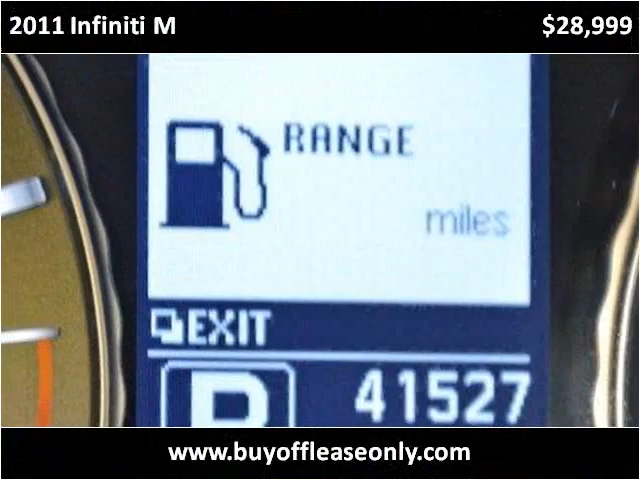 2011 Infiniti M $28,999
RANGE
miles
EXIT
P 41527
www.buyoffleaseonly.com